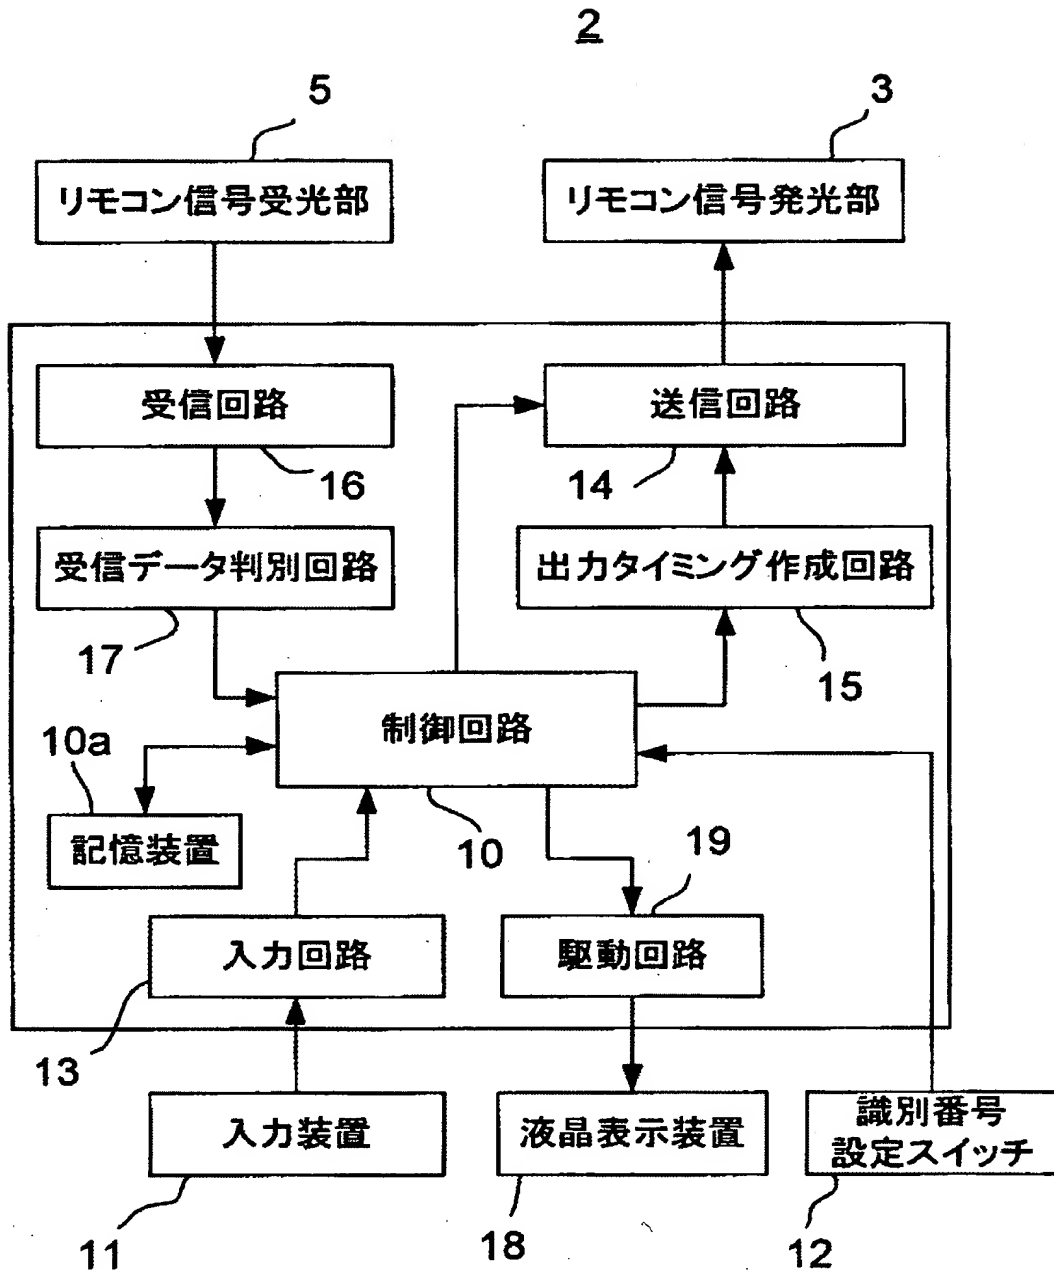 2
5
3
リモコン信号受光部
リモコン信号発光部
受信回路
送信回路
16
14
受信データ判別回路
出力タイミング作成回路
17
15
制御回路
10a
記憶装置
10
19
入力回路
駆動回路
13
入力装置
液晶表示装置
識別番号
設定スイッチ
11
18
12